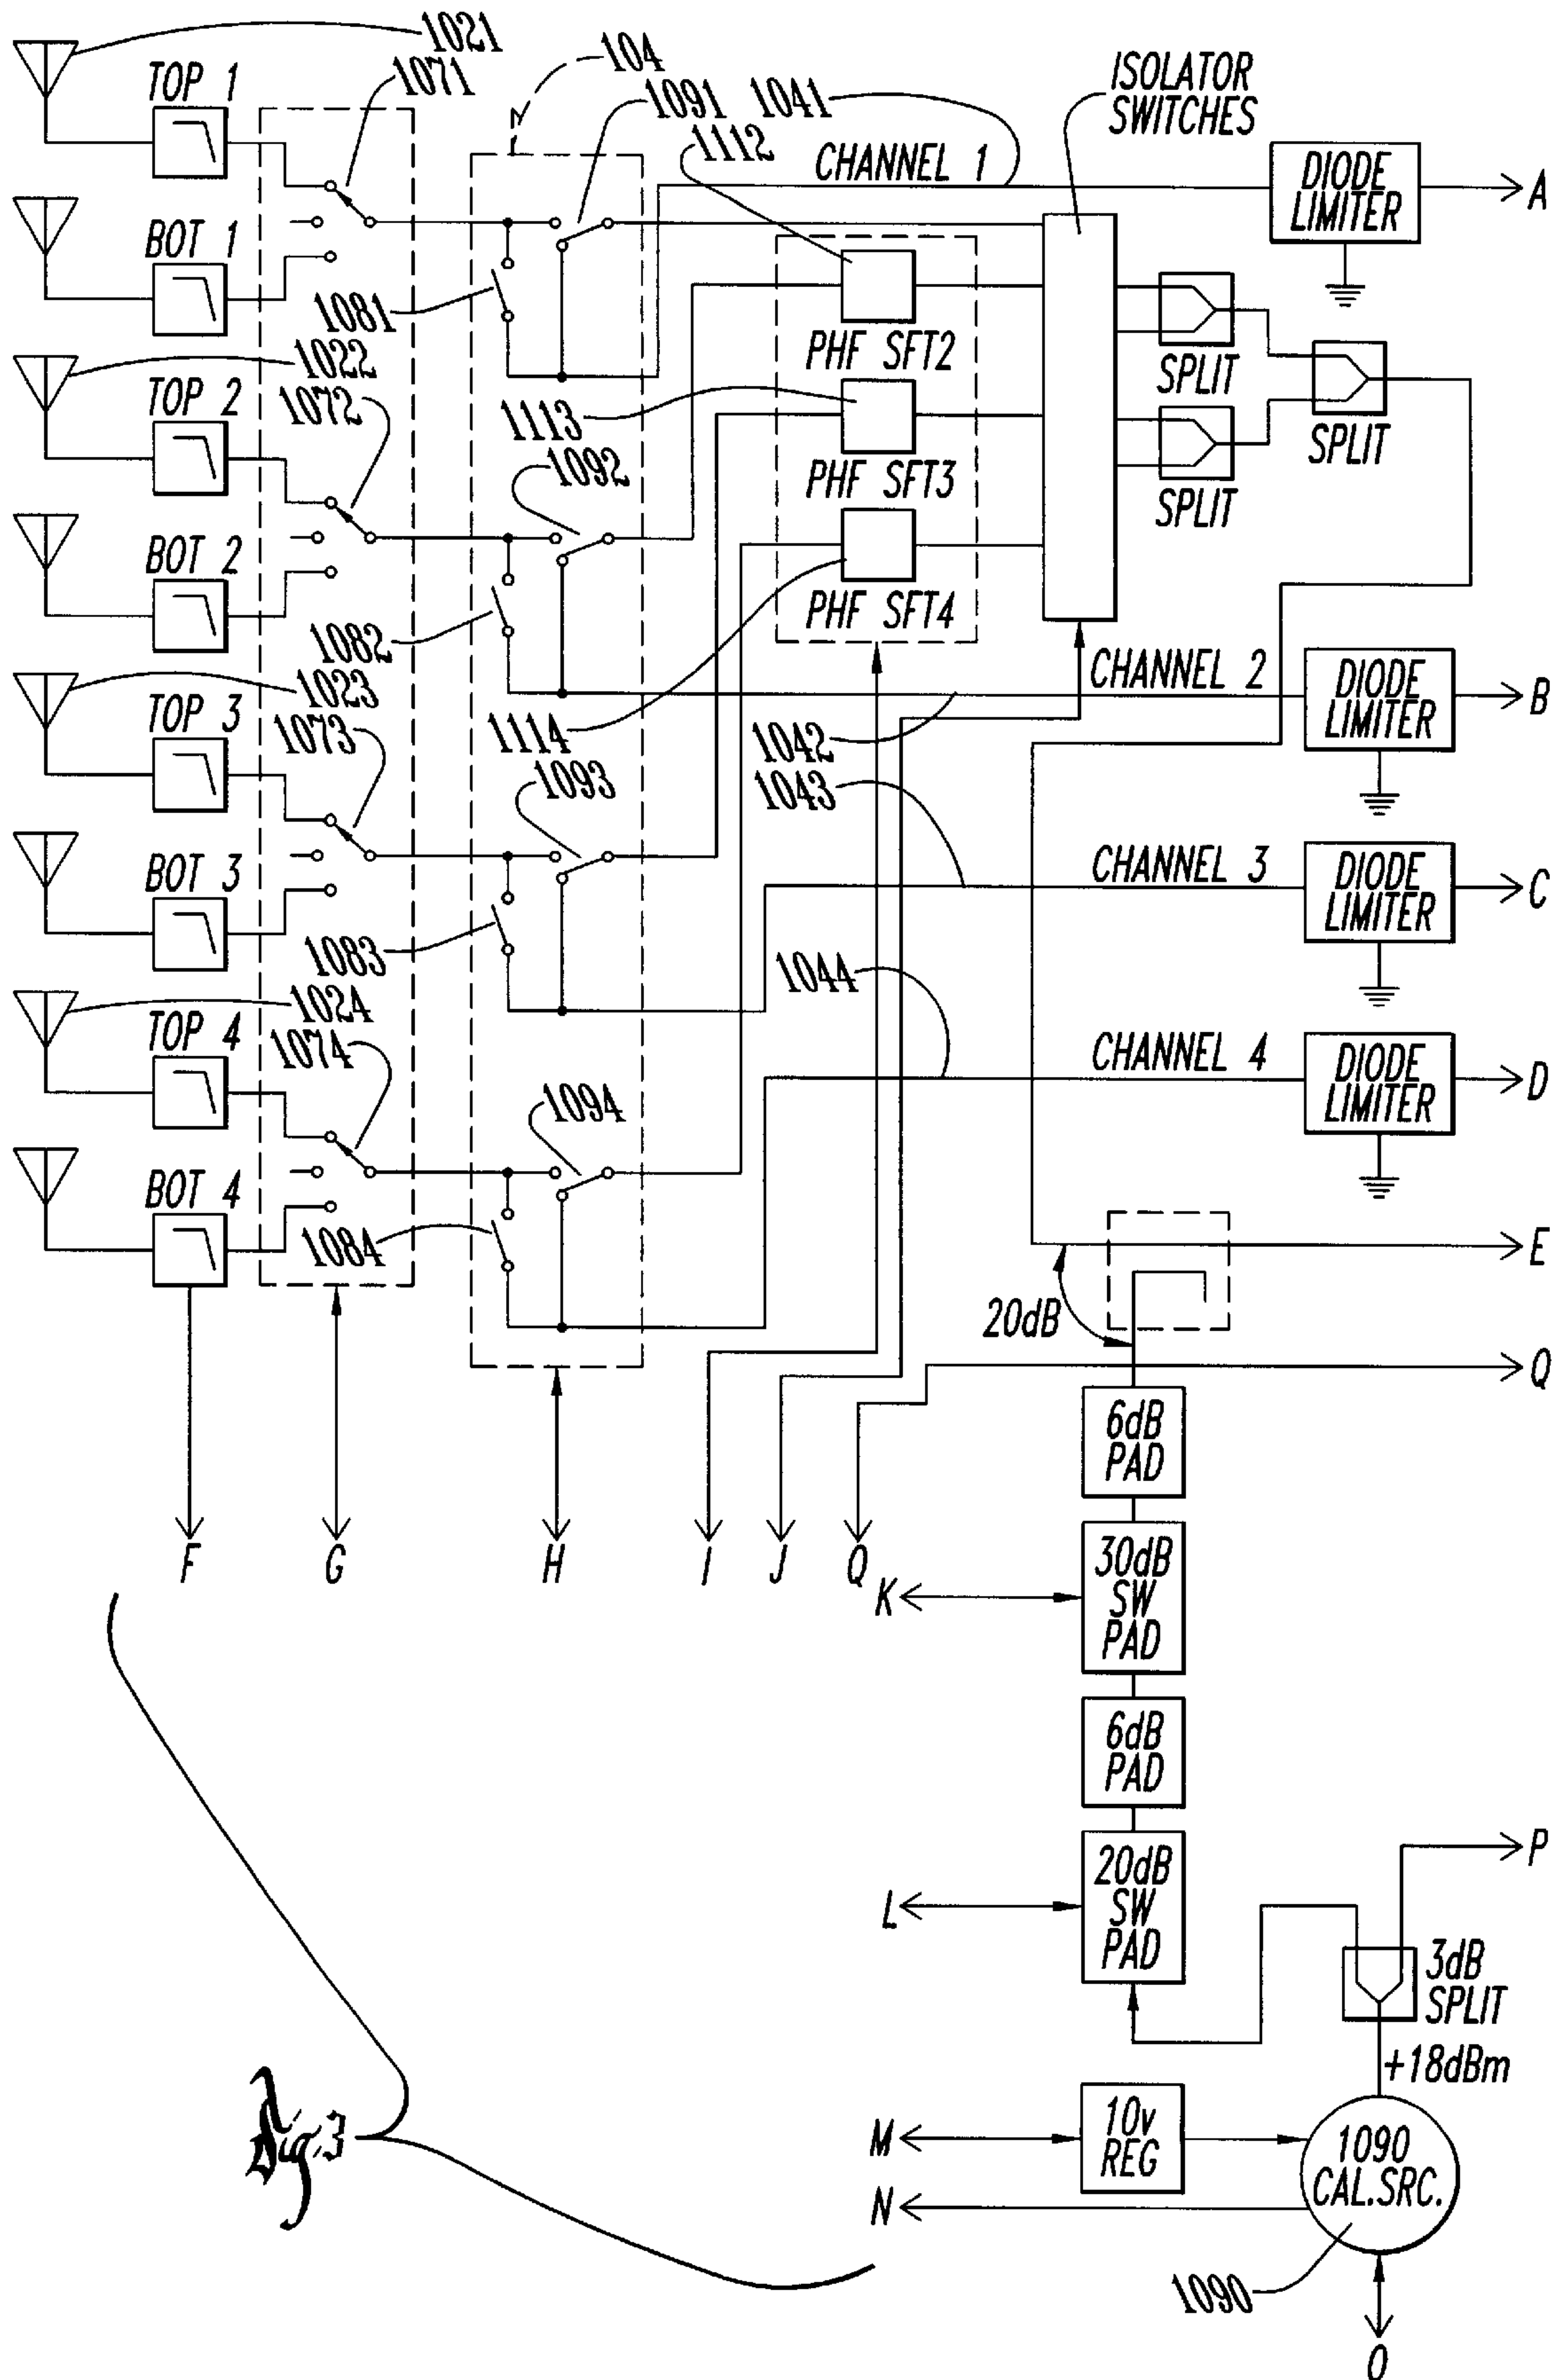 1021
1071
104
1091
1041
1112
ISOLATOR
SWITCHES
TOP 1
CHANNEL 1
DIODE
LIMITER
A
BOT 1
1081
PHF SFT2
SPLIT
1022
TOP 2
1072
1113
SPLIT
1092
PHF SFT3
SPLIT
BOT 2
PHF SFT4
1082
CHANNEL 2
DIODE
LIMITER
B
1023
TOP 3
1073
1114
1042
1093
1043
BOT 3
CHANNEL 3
DIODE
LIMITER
C
1083
1044
1024
TOP 4
1074
CHANNEL 4
DIODE
LIMITER
D
1094
BOT 4
1084
E
20dB
Q
6dB
PAD
F
G
H
I
J
Q
30dB
SW
PAD
K
6dB
PAD
P
20dB
SW
PAD
L
3dB
SPLIT
+18dBm
Fig. 3
M
10v
REG
1090
CAL.SRC.
N
1090
O